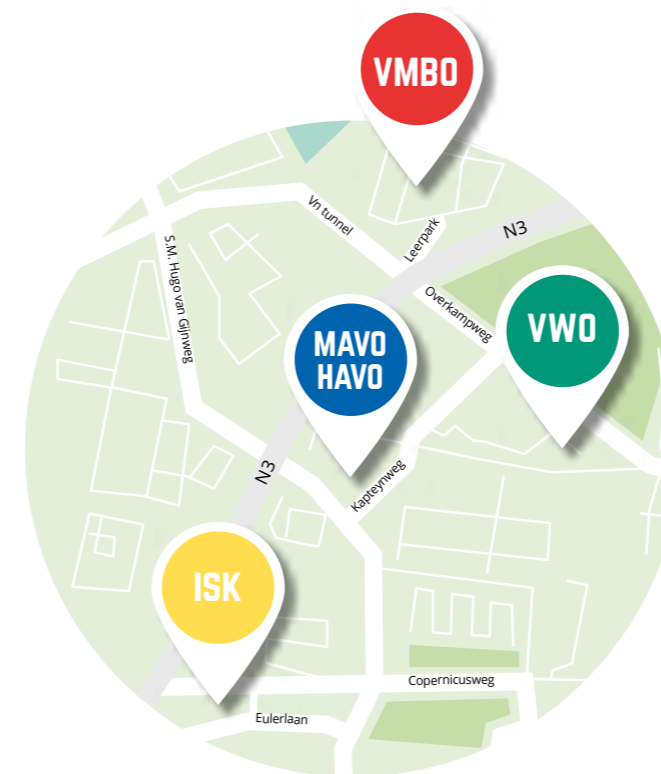 VMBO
Vn tunnel
Leerpark
N3
S.M. Hugo van Gijnweg
Overkampweg
VWO
MAVO
HAVO
N3
Kapteynweg
ISK
Copernicusweg
Eulerlaan